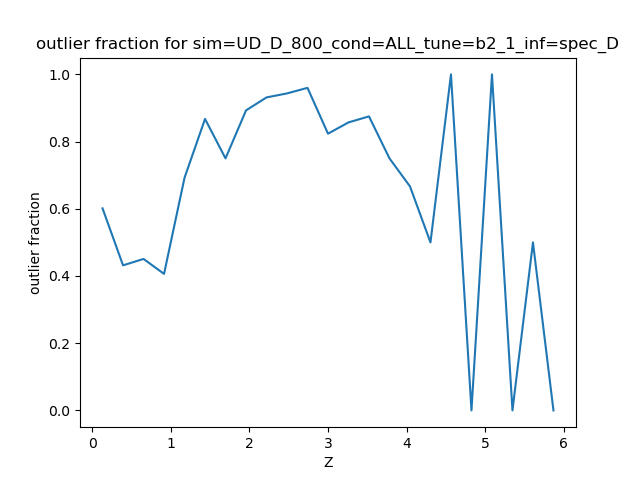 outlier fraction for sim=UD_D_800_cond=ALL_tune=b2_1_inf=spec_D
1.0
0.8
0.6
0.4
0.2
0.0
outlier fraction
0 1 2 3 4 5 6
Z